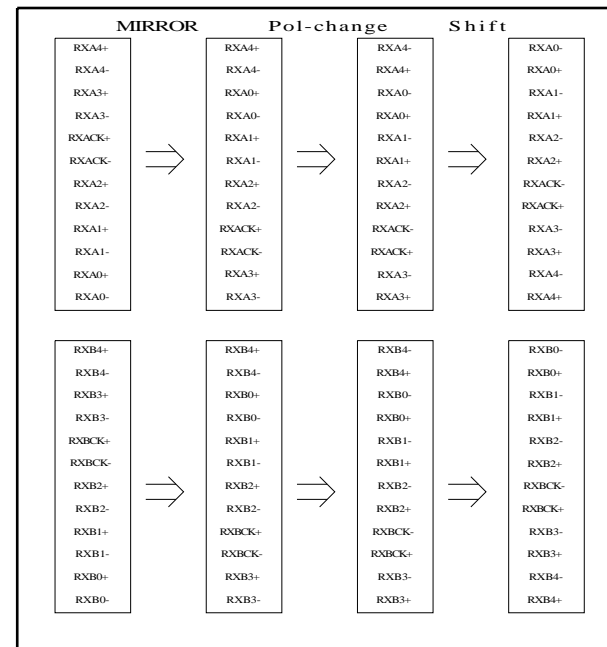 MIRROR Pol-change Shift
RXA4+ RXA4+ RXA4- RXA0-
RXA4- RXA4- RXA4+ RXA0+
RXA3+ RXA0+ RXA0- RXA1-
RXA3- RXA0- RXA0+ RXA1+
RXACK+ RXA1+ RXA1- RXA2-
RXACK- RXA1- RXA1+ RXA2+
RXA2+ RXA2+ RXA2- RXACK-
RXA2- RXA2- RXA2+ RXACK+
RXA1+ RXACK+ RXACK- RXA3-
RXA1- RXACK- RXACK+ RXA3+
RXA0+ RXA3+ RXA3- RXA4-
RXA0- RXA3- RXA3+ RXA4+
RXB4+ RXB4+ RXB4- RXB0-
RXB4- RXB4- RXB4+ RXB0+
RXB3+ RXB0+ RXB0- RXB1-
RXB3- RXB0- RXB0+ RXB1+
RXBCK+ RXB1+ RXB1- RXB2-
RXBCK- RXB1- RXB1+ RXB2+
RXB2+ RXB2+ RXB2- RXBCK-
RXB2- RXB2- RXB2+ RXBCK+
RXB1+ RXBCK+ RXBCK- RXB3-
RXB1- RXBCK- RXBCK+ RXB3+
RXB0+ RXB3+ RXB3- RXB4-
RXB0- RXB3- RXB3+ RXB4+